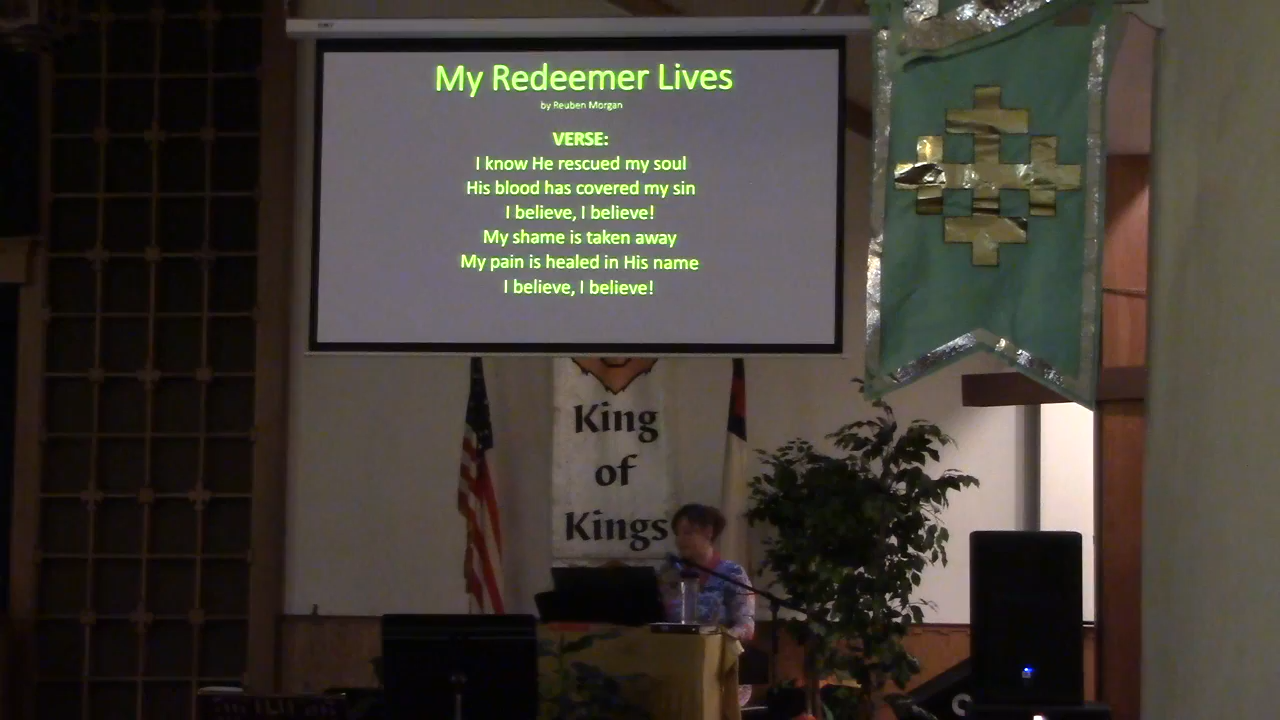 My Redeemer Lives
by Reuben Morgan
VERSE:
I know He rescued my soul
His blood has covered my sin
I believe, I believe!
My shame is taken away
My pain is healed in His name
I believe, I believe!
King
of
Kings